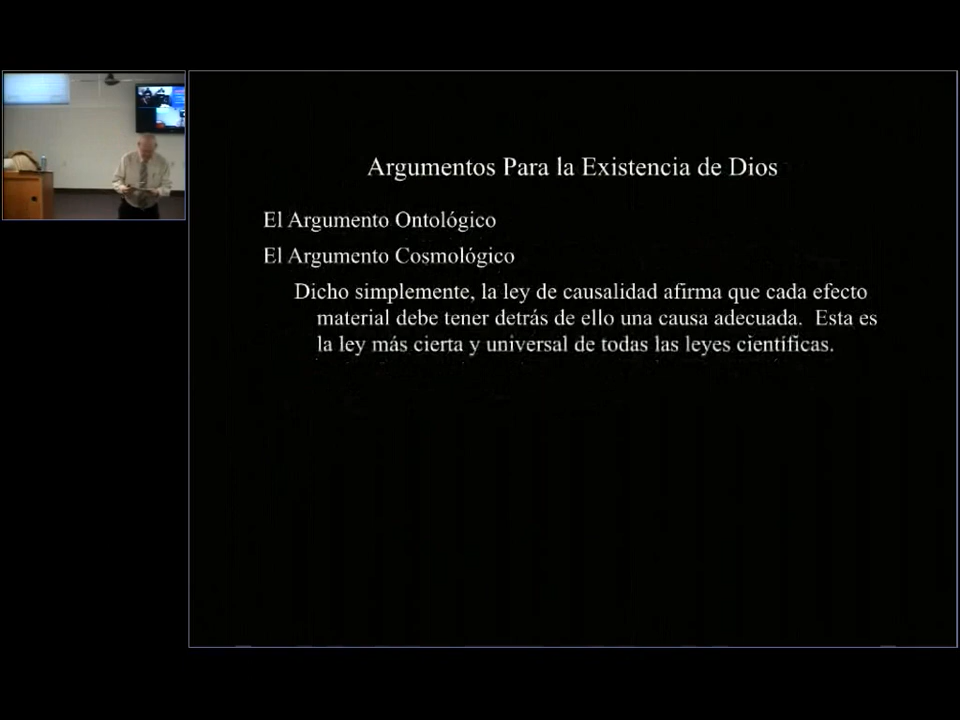 Argumentos Para la Existencia de Dios
El Argumento Ontológico
El Argumento Cosmológico
Dicho simplemente, la ley de causalidad afirma que cada efecto
material debe tener detrás de ello una causa adecuada. Esta es
la ley más cierta y universal de todas las leyes científicas.